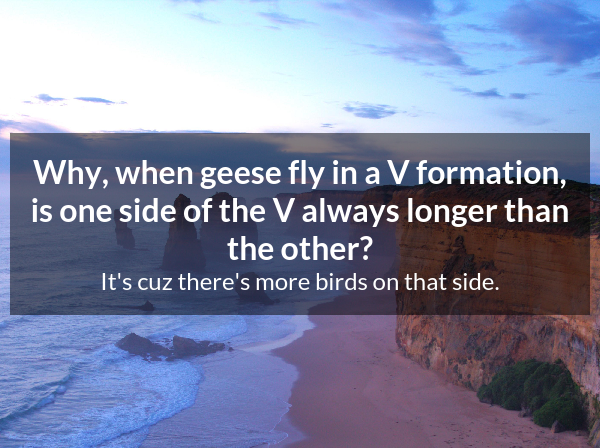 Why, when geese fly in a V formation,
is one side of the V always longer than
the other?
It's cuz there's more birds on that side.